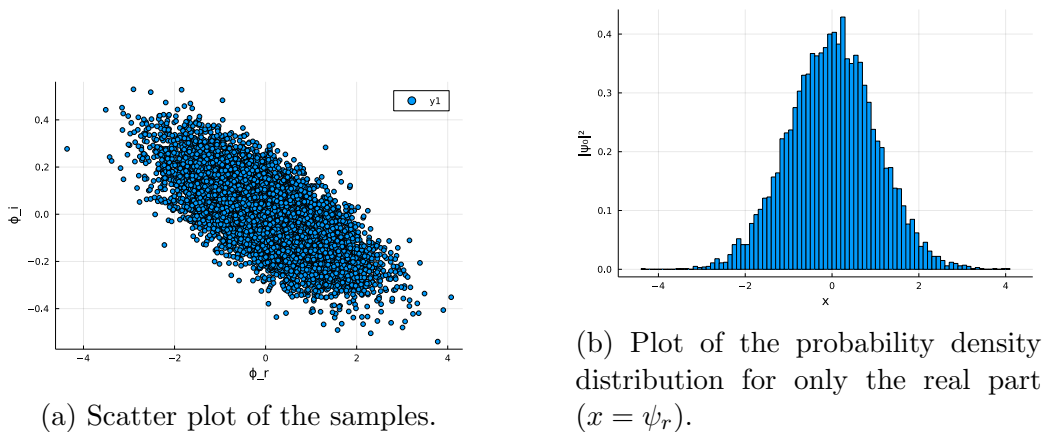 y1
0.4
0.2
0.0
−0.2
−0.4
ϕ_i
−4
−2
0
2
4
ϕ_r
(a) Scatter plot of the samples.
0.4
0.3
0.2
0.1
0.0
|ψ₀|²
−4
−2
0
2
4
x
(b) Plot of the probability density
distribution for only the real part
(x = ψr).